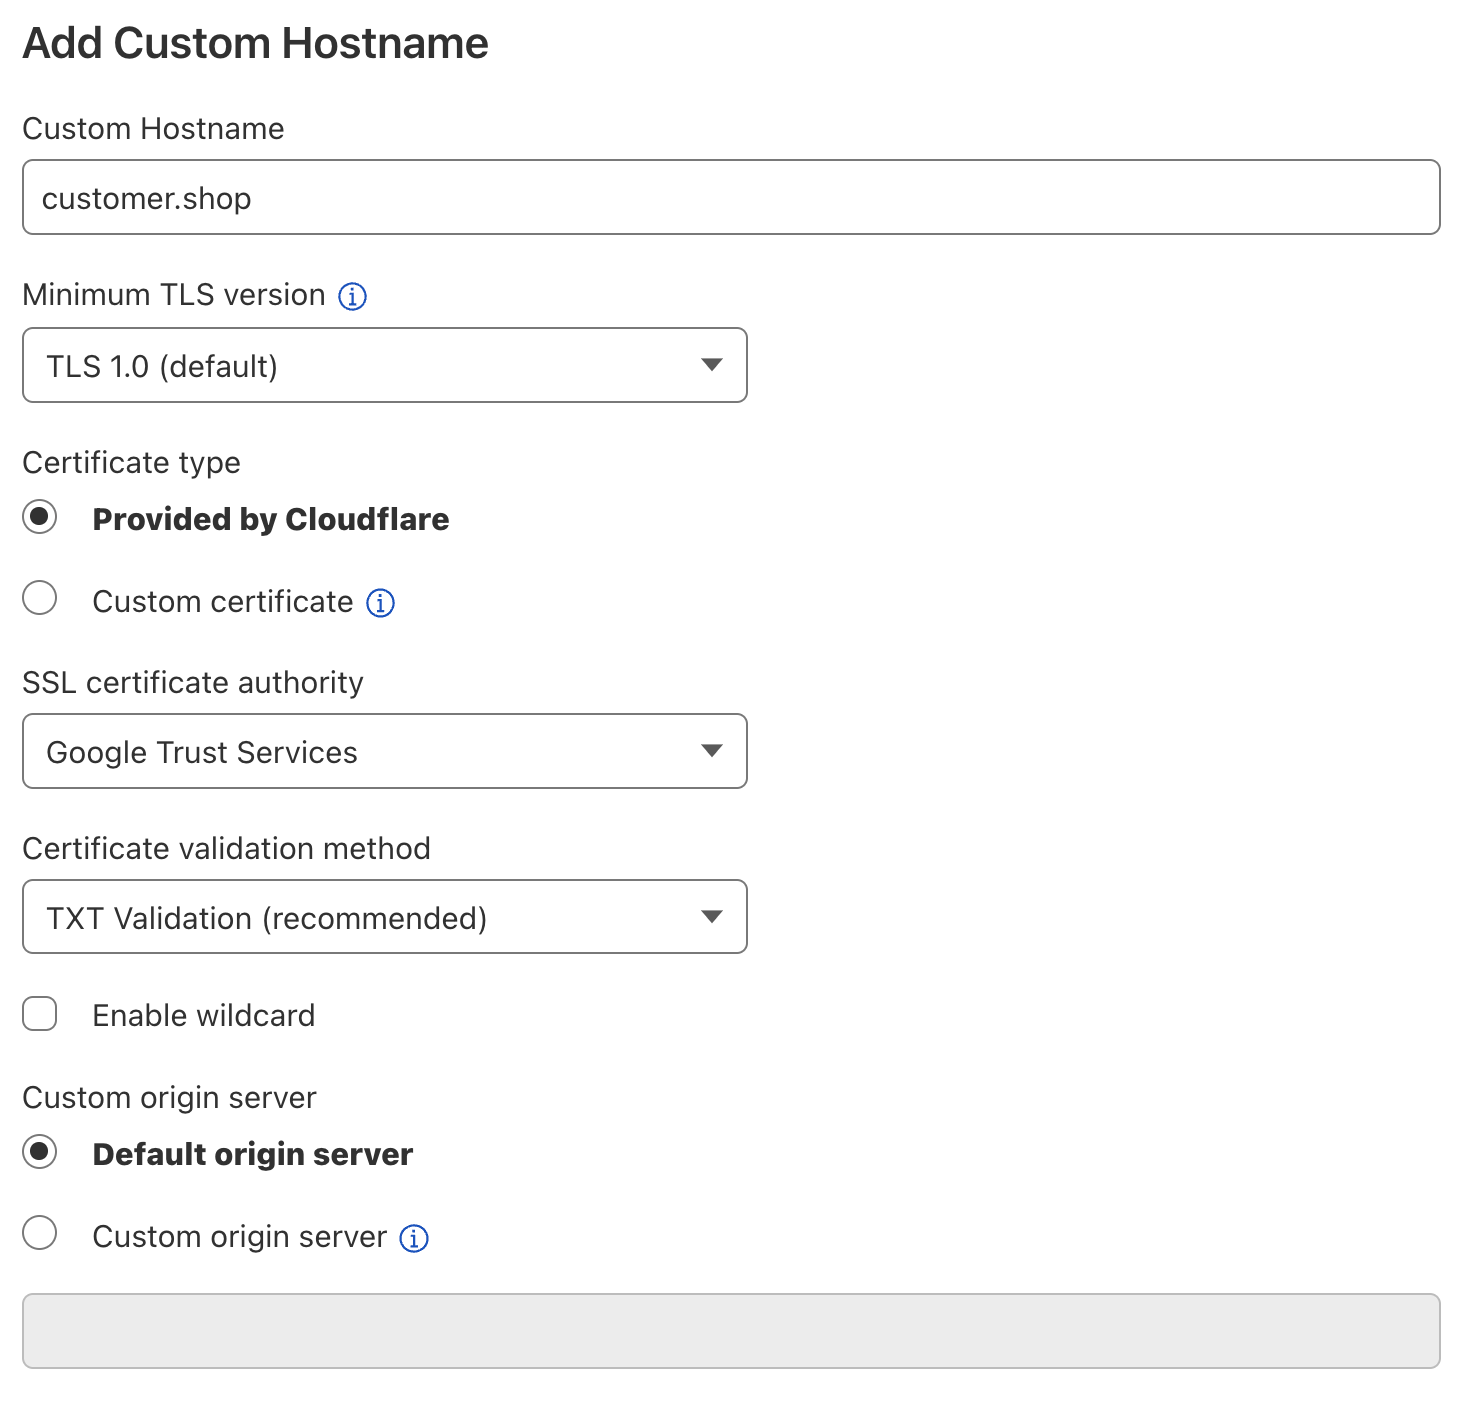 Add Custom Hostname
Custom Hostname
customer.shop
Minimum TLS version
TLS 1.0 (default)
Certificate type
Provided by Cloudflare
Custom certificate
SSL certificate authority
Google Trust Services
Certificate validation method
TXT Validation (recommended)
Enable wildcard
Custom origin server
Default origin server
Custom origin server